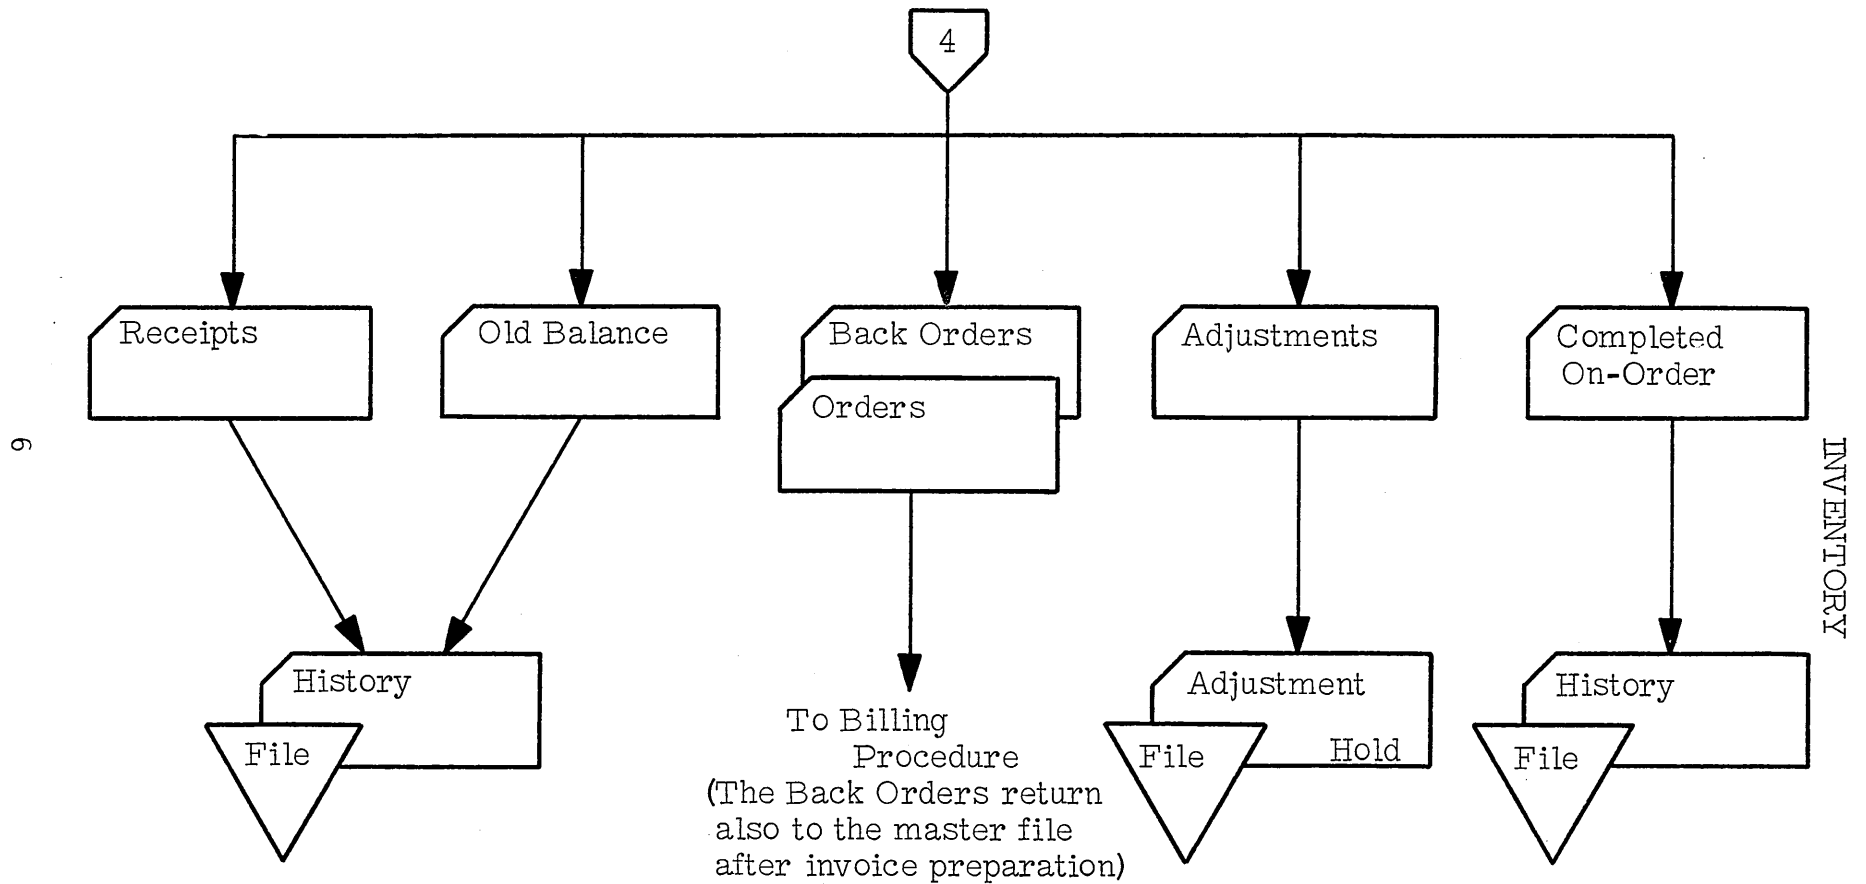 4
Receipts
Old Balance
Back Orders
Orders
Adjustments
Completed
On-Order
History
File
To Billing
Procedure
(The Back Orders return
also to the master file
after invoice preparation)
Adjustment
Hold
File
History
File
INVENTORY
6